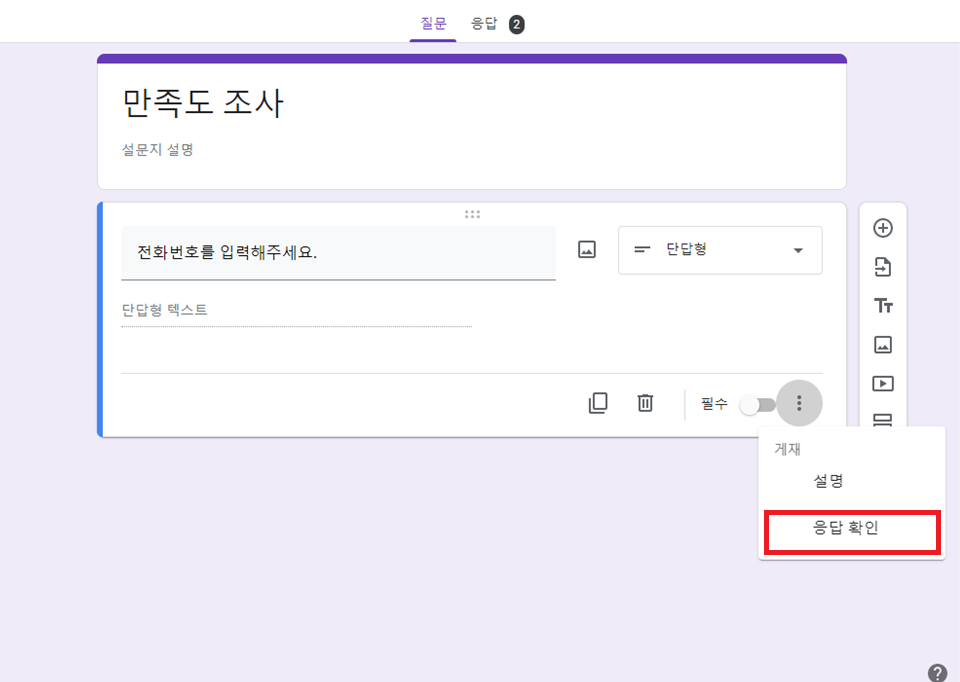 질문 응답 2
만족도 조사
설문지 설명
전화번호를 입력해주세요.
단답형
단답형 텍스트
필수
게재
설명
응답 확인